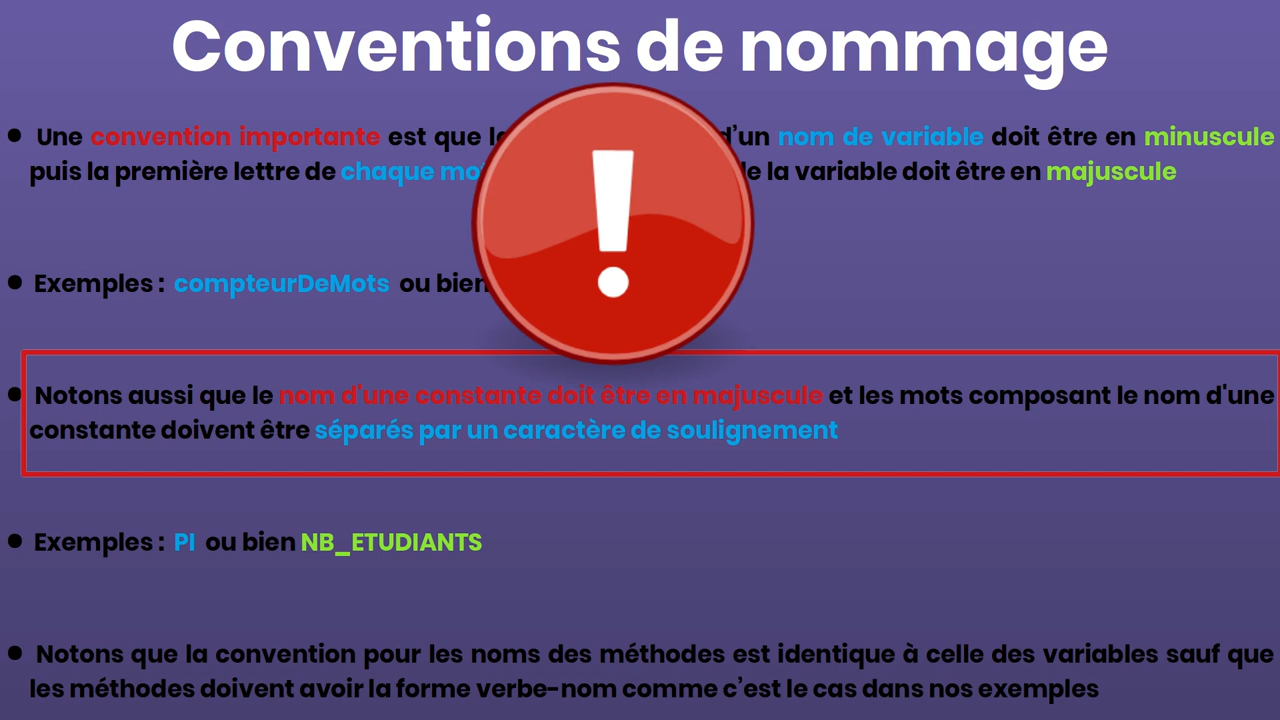 Conventions de nommage
• Une convention importante est que d'un nom de variable doit être en minuscule
puis la première lettre de chaque la variable doit être en majuscule
• Exemples : compteurDeMots ou bien
• Notons aussi que le nom d'une constante doit être en majuscule et les mots composant le nom d'une
constante doivent être séparés par un caractère de soulignement
• Exemples : PI ou bien NB_ETUDIANTS
• Notons que la convention pour les noms des méthodes est identique à celle des variables sauf que
les méthodes doivent avoir la forme verbe-nom comme c’est le cas dans nos exemples